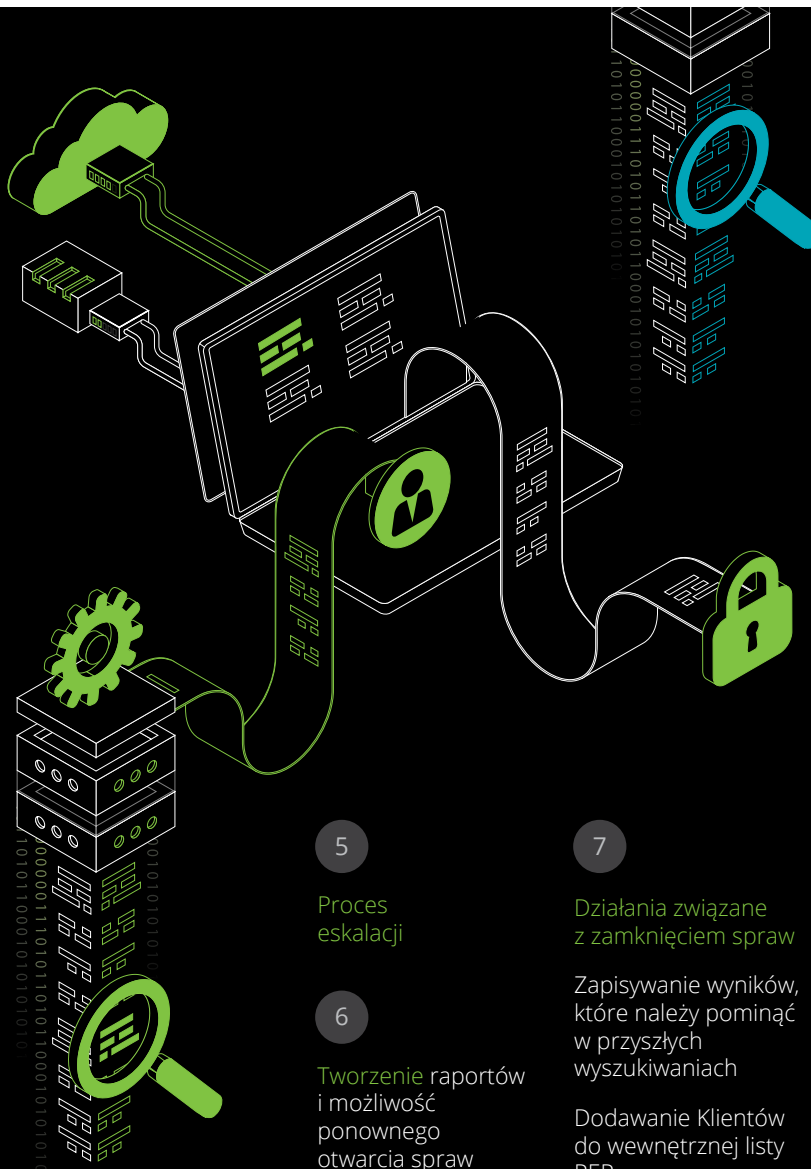 5
Proces
eskalacji
6
Tworzenie raportów
i możliwość
ponownego
otwarcia spraw
7
Działania związane
z zamknięciem spraw
Zapisywanie wyników,
które należy pominąć
w przyszłych
wyszukiwaniach
Dodawanie Klientów
do wewnętrznej listy